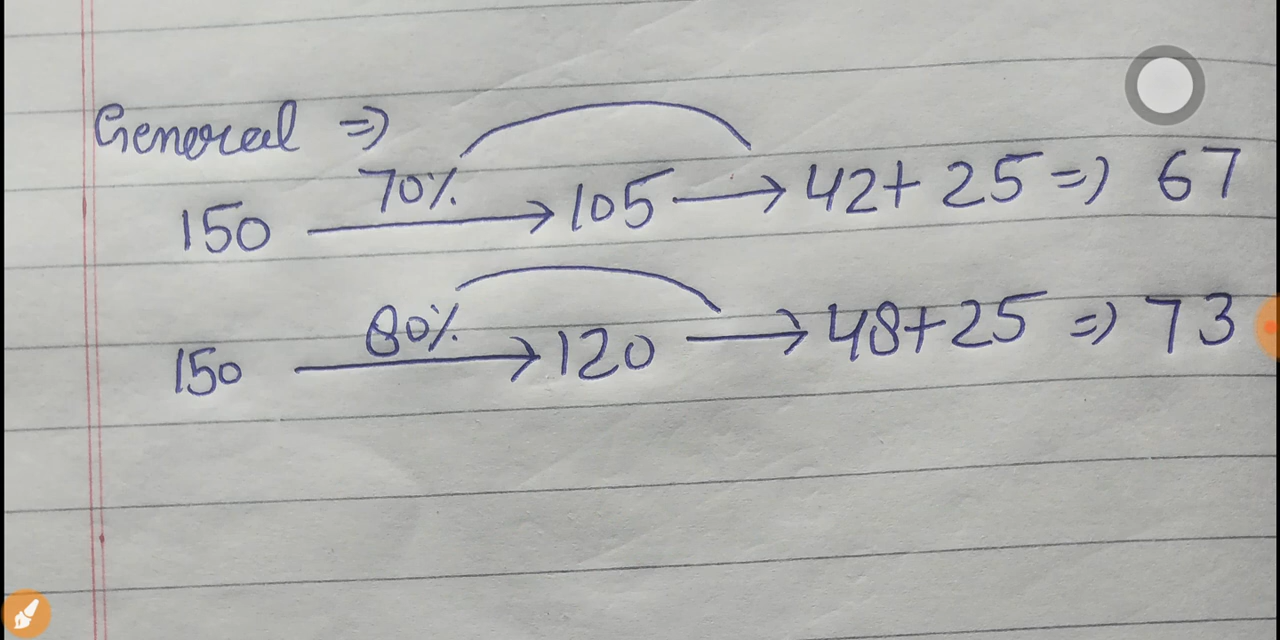 General ⇒
150 70% → 105 → 42 + 25 ⇒ 67
150 80% → 120 → 48 + 25 ⇒ 73